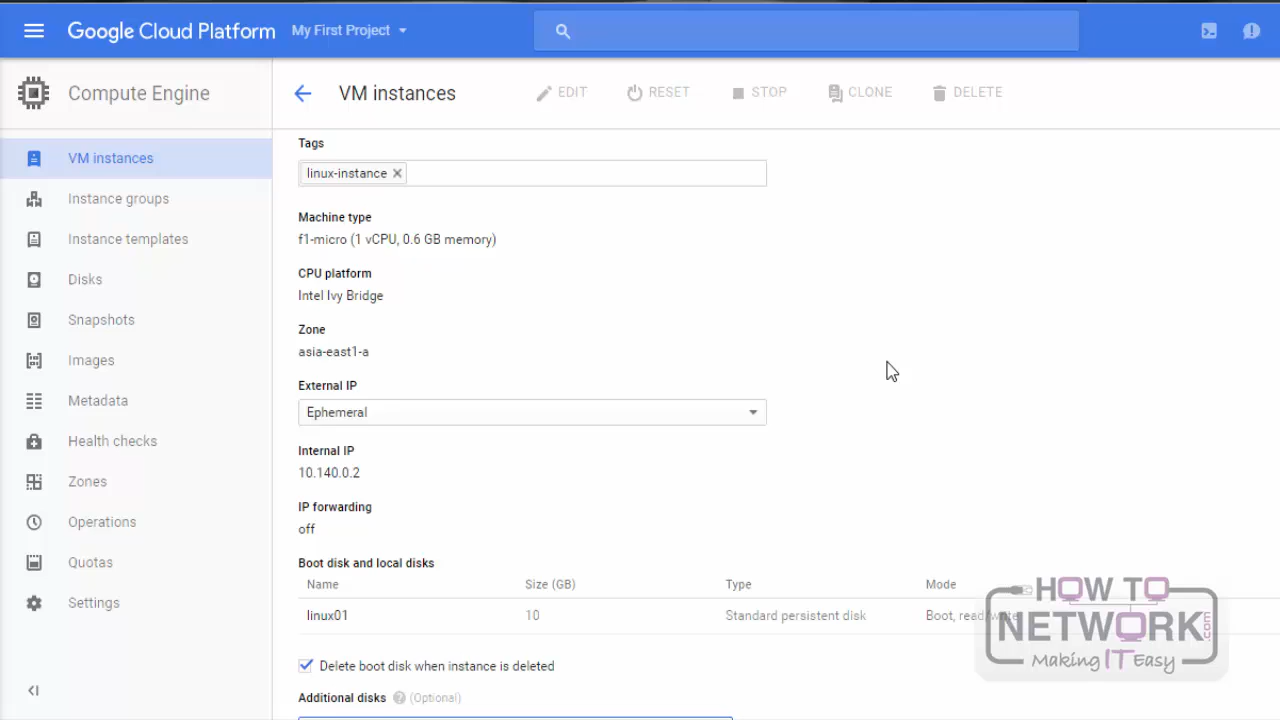 Google Cloud Platform My First Project
Compute Engine
VM instances EDIT RESET STOP CLONE DELETE
VM instances
Instance groups
Instance templates
Disks
Snapshots
Images
Metadata
Health checks
Zones
Operations
Quotas
Settings
Tags
linux-instance
Machine type
f1-micro (1 vCPU, 0.6 GB memory)
CPU platform
Intel Ivy Bridge
Zone
asia-east1-a
External IP
Ephemeral
Internal IP
10.140.0.2
IP forwarding
off
Boot disk and local disks
Name Size (GB) Type Mode
linux01 10 Standard persistent disk Boot, read/write
Delete boot disk when instance is deleted
Additional disks (Optional)
HOW TO
NETWORK.com
Making IT Easy